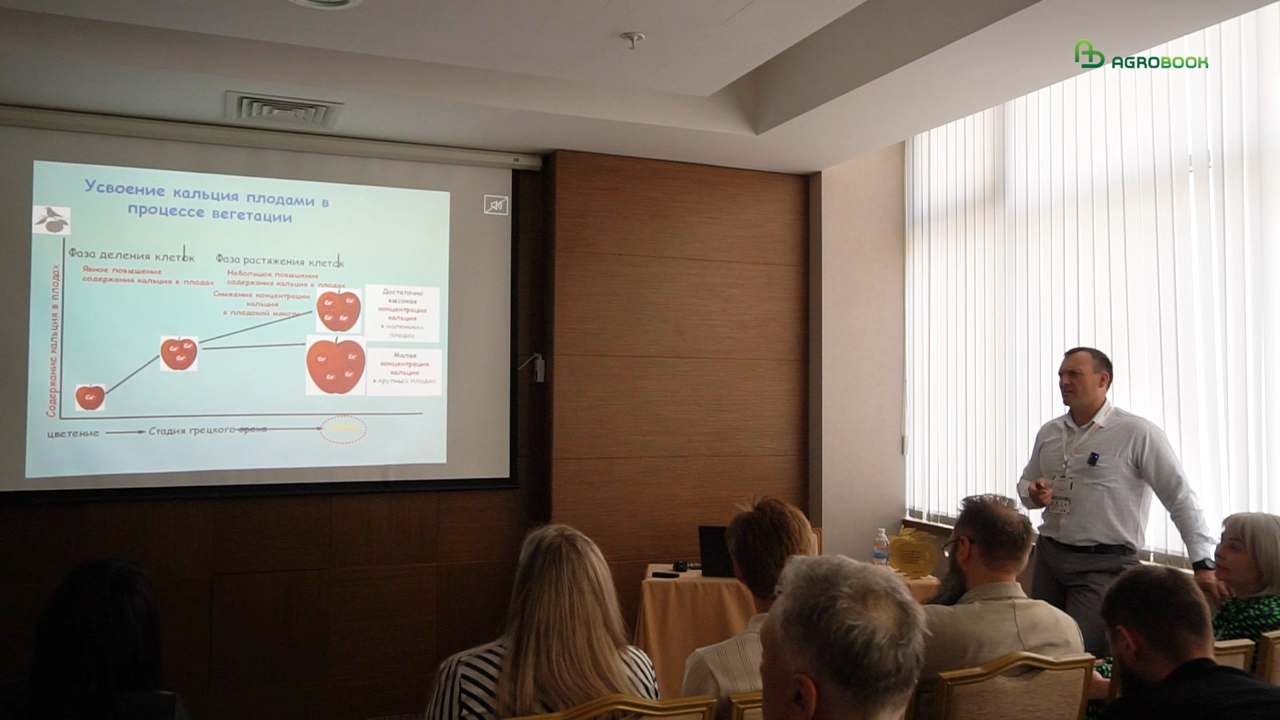 AGROBOOK
Усвоение кальция плодами в
процессе вегетации
Фаза деления клеток
Фаза растяжения клеток
Явное повышение
содержания кальция в плодах
Небольшое повышение
содержания кальция в плодах
Снижение концентрации
кальция
в плодовой мякоти
Достаточно
высокая
концентрация
кальция
в маленьких
плодах
Малая
концентрация
кальция
в крупных плодах
Содержание кальция в плодах
цветение
Стадия грецкого ореха